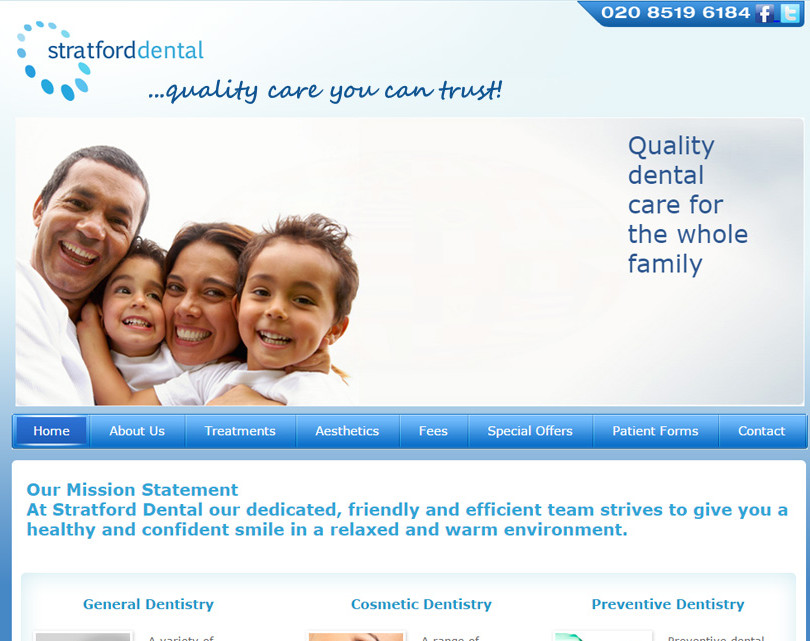 020 8519 6184
stratforddental
...quality care you can trust!
Quality
dental
care for
the whole
family
Home About Us Treatments Aesthetics Fees Special Offers Patient Forms Contact
Our Mission Statement
At Stratford Dental our dedicated, friendly and efficient team strives to give you a
healthy and confident smile in a relaxed and warm environment.
General Dentistry Cosmetic Dentistry Preventive Dentistry
A variety of A range of Preventive dental